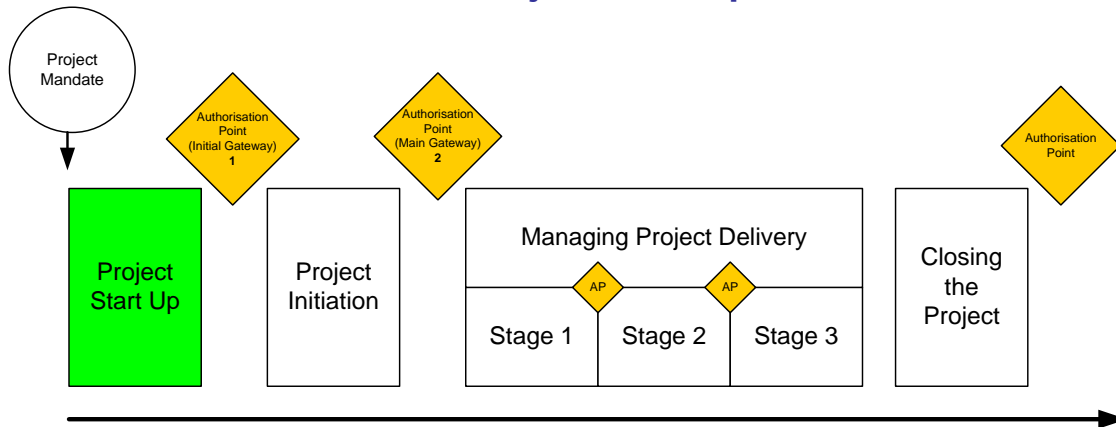 Project
Mandate
Authorisation
Point
(Initial Gateway)
1
Authorisation
Point
(Main Gateway)
2
Authorisation
Point
Project
Start Up
Project
Initiation
Managing Project Delivery
AP
AP
Stage 1
Stage 2
Stage 3
Closing
the
Project